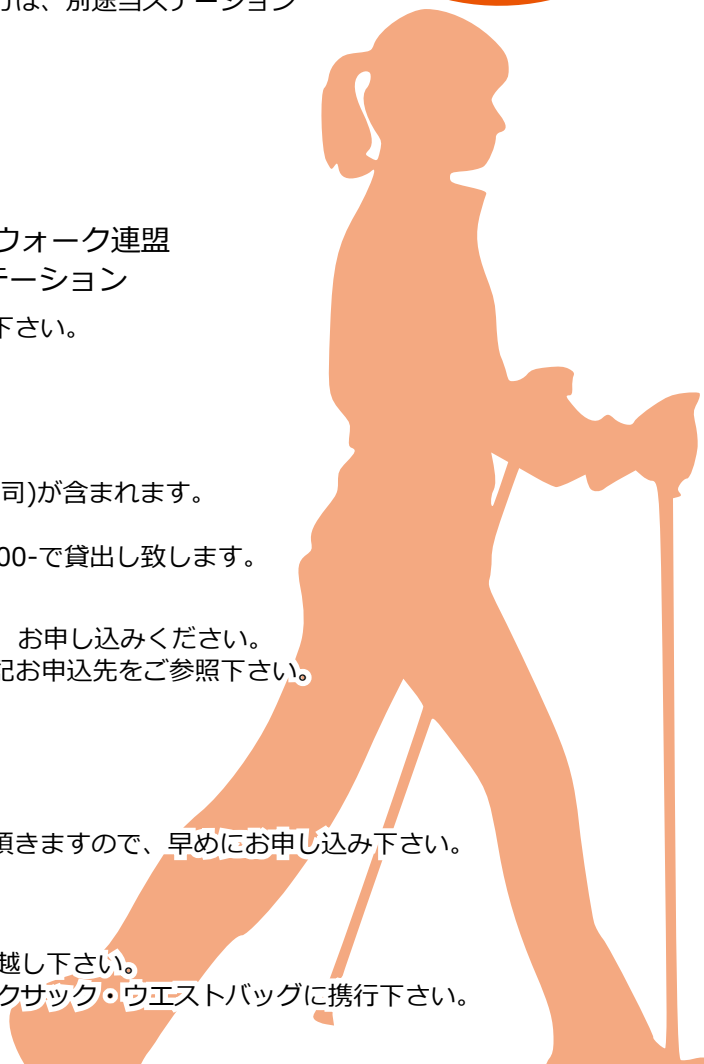 は、別途当ステーション
ウォーク連盟
テーション
下さい。
司)が含まれます。
00-で貸出し致します。
お申し込みください。
記お申込先をご参照下さい。
頂きますので、早めにお申し込み下さい。
越し下さい。
クサック・ウエストバッグに携行下さい。